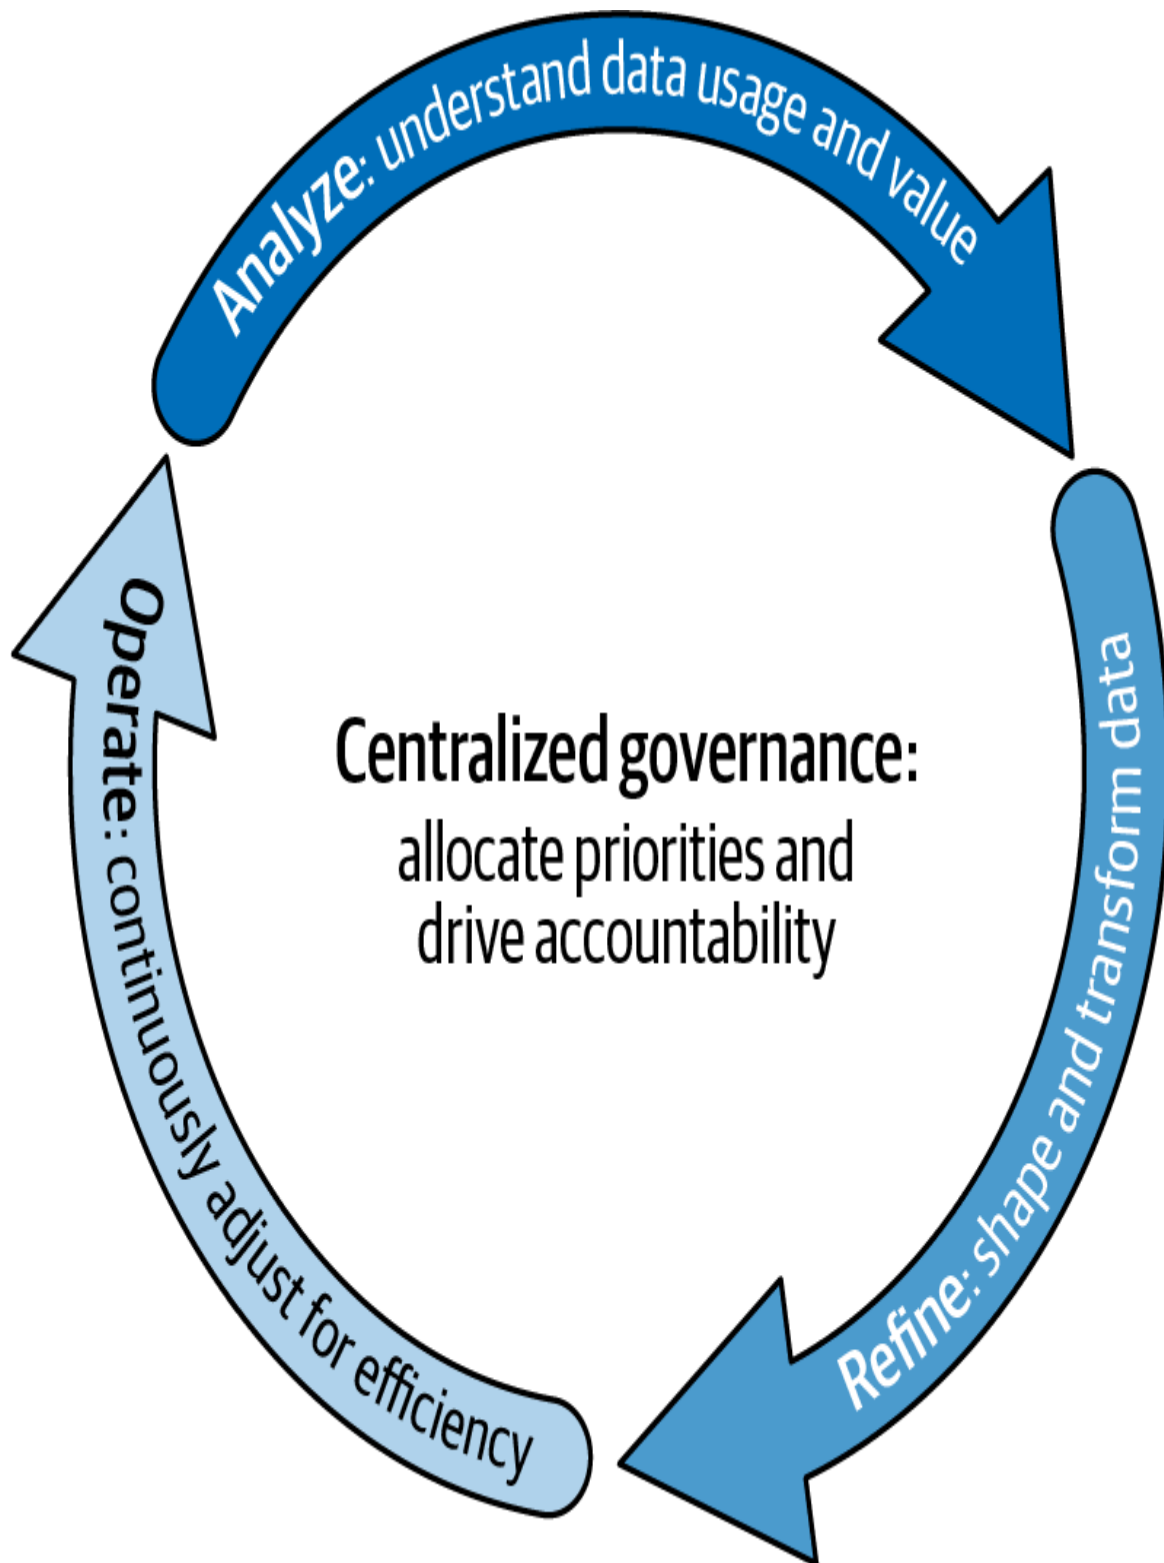 Analyze: understand data usage and value
Refine: shape and transform data
Operate: continuously adjust for efficiency
Centralized governance:
allocate priorities and
drive accountability